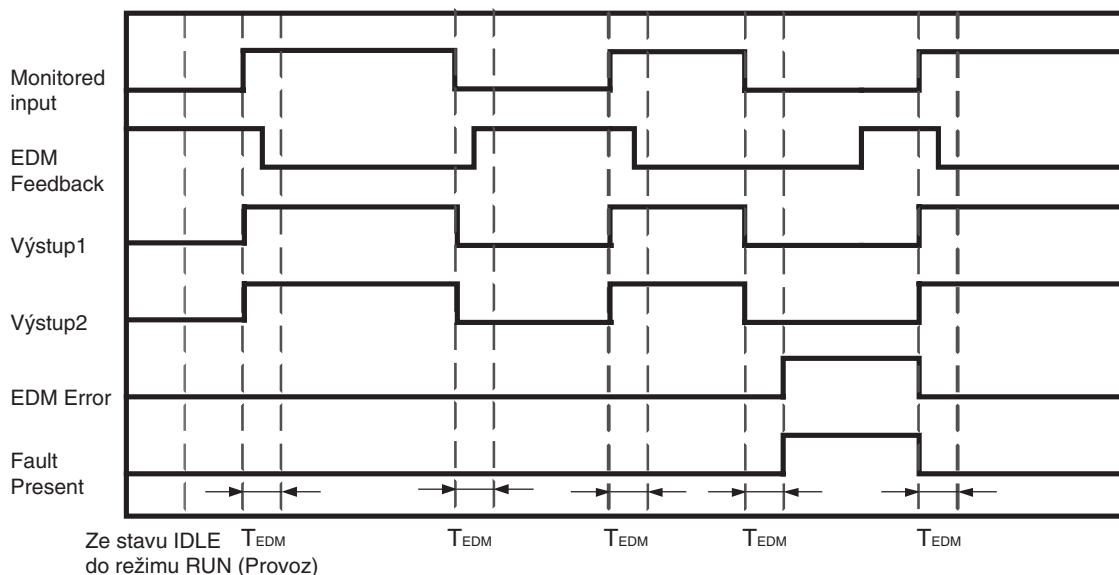 Monitored
input
EDM
Feedback
Výstup1
Výstup2
EDM Error
Fault
Present
Ze stavu IDLE
do režimu RUN (Provoz)
TEDM
TEDM
TEDM
TEDM
TEDM